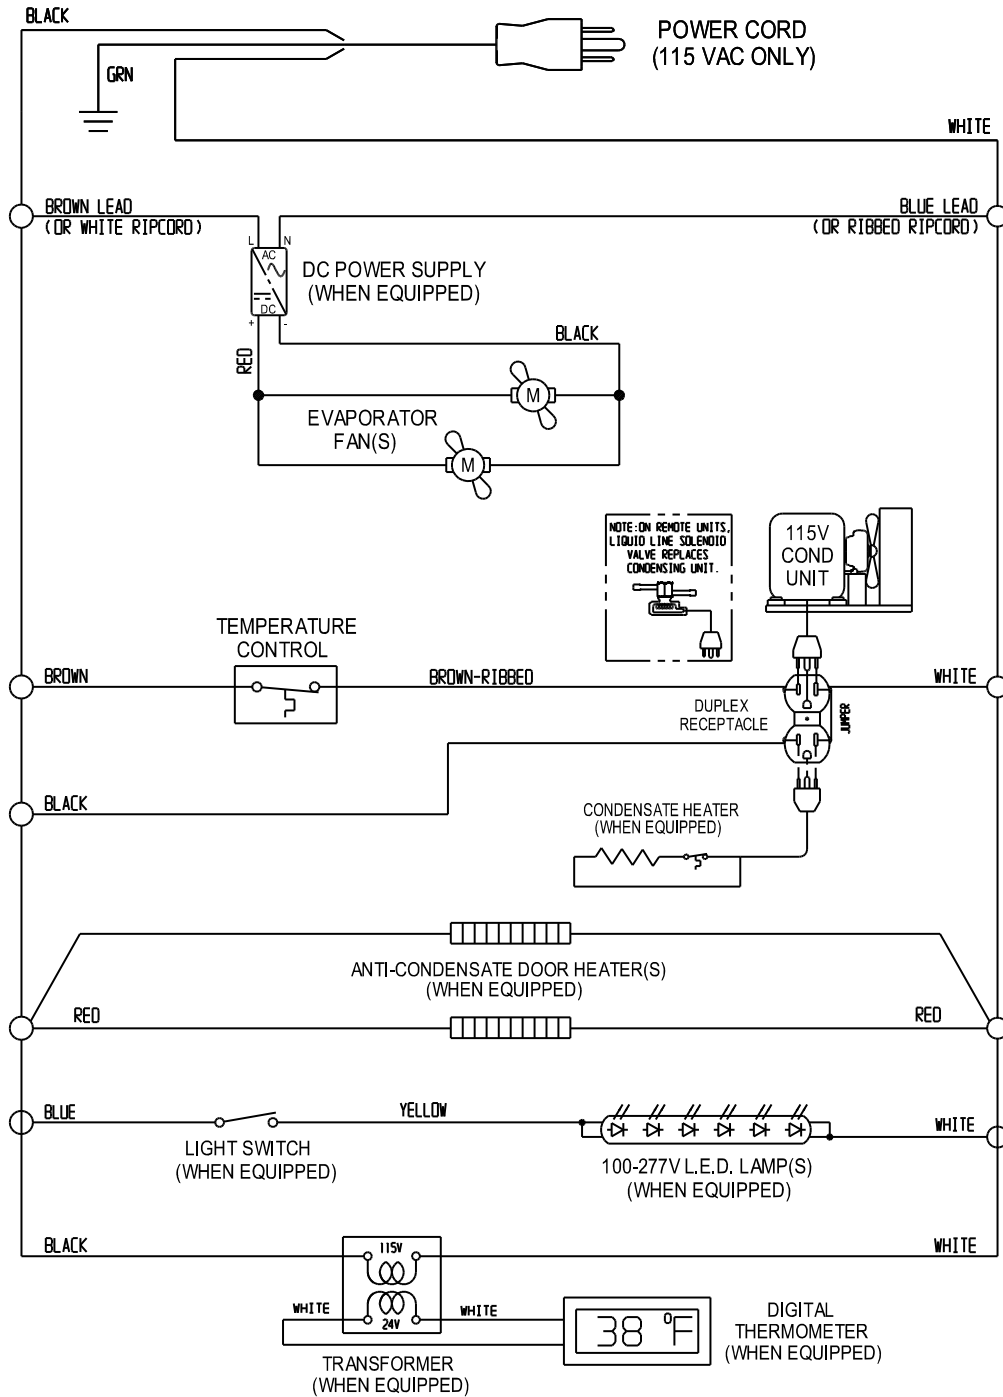 BLACK
POWER CORD
(115 VAC ONLY)
GRN
WHITE
BROWN LEAD
(OR WHITE RIPCORD)
BLUE LEAD
(OR RIBBED RIPCORD)
L
N
AC
DC
+
-
DC POWER SUPPLY
(WHEN EQUIPPED)
BLACK
RED
M
EVAPORATOR
FAN(S)
M
NOTE:ON REMOTE UNITS,
LIQUID LINE SOLENOID
VALVE REPLACES
CONDENSING UNIT.
115V
COND
UNIT
TEMPERATURE
CONTROL
BROWN
BROWN-RIBBED
WHITE
DUPLEX
RECEPTACLE
JUMPER
BLACK
CONDENSATE HEATER
(WHEN EQUIPPED)
ANTI-CONDENSATE DOOR HEATER(S)
(WHEN EQUIPPED)
RED
RED
BLUE
YELLOW
WHITE
LIGHT SWITCH
(WHEN EQUIPPED)
100-277V L.E.D. LAMP(S)
(WHEN EQUIPPED)
BLACK
115V
WHITE
WHITE
24V
WHITE
38 °F
DIGITAL
THERMOMETER
(WHEN EQUIPPED)
TRANSFORMER
(WHEN EQUIPPED)